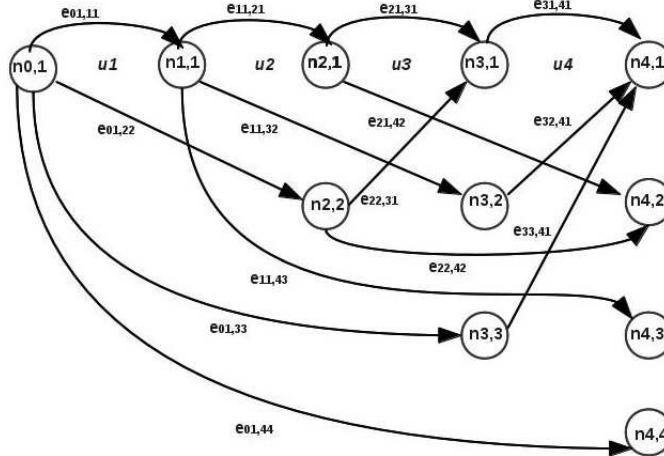 e01,11
e11,21
e21,31
e31,41
n0,1
u1
n1,1
u2
n2,1
u3
n3,1
u4
n4,1
e01,22
e11,32
e21,42
e32,41
n2,2
e22,31
n3,2
n4,2
e33,41
e22,42
e11,43
e01,33
n3,3
n4,3
e01,44
n4,4